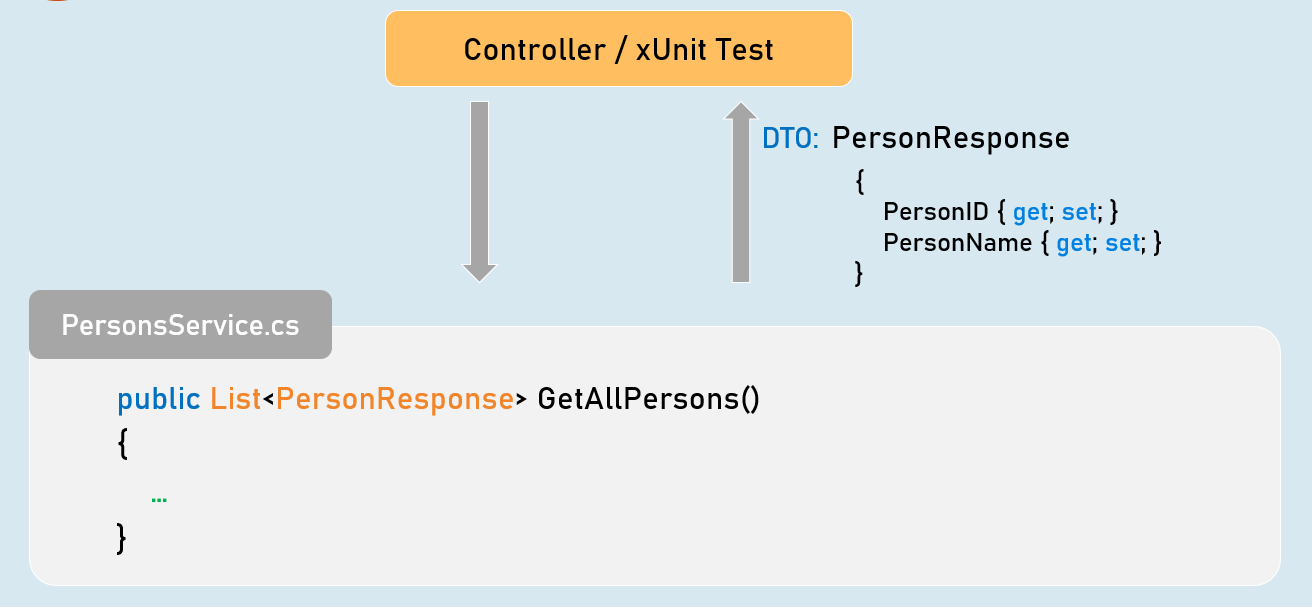 Controller / xUnit Test
DTO: PersonResponse
{
PersonID { get; set; }
PersonName { get; set; }
}
PersonsService.cs
public List<PersonResponse> GetAllPersons()
{
...
}